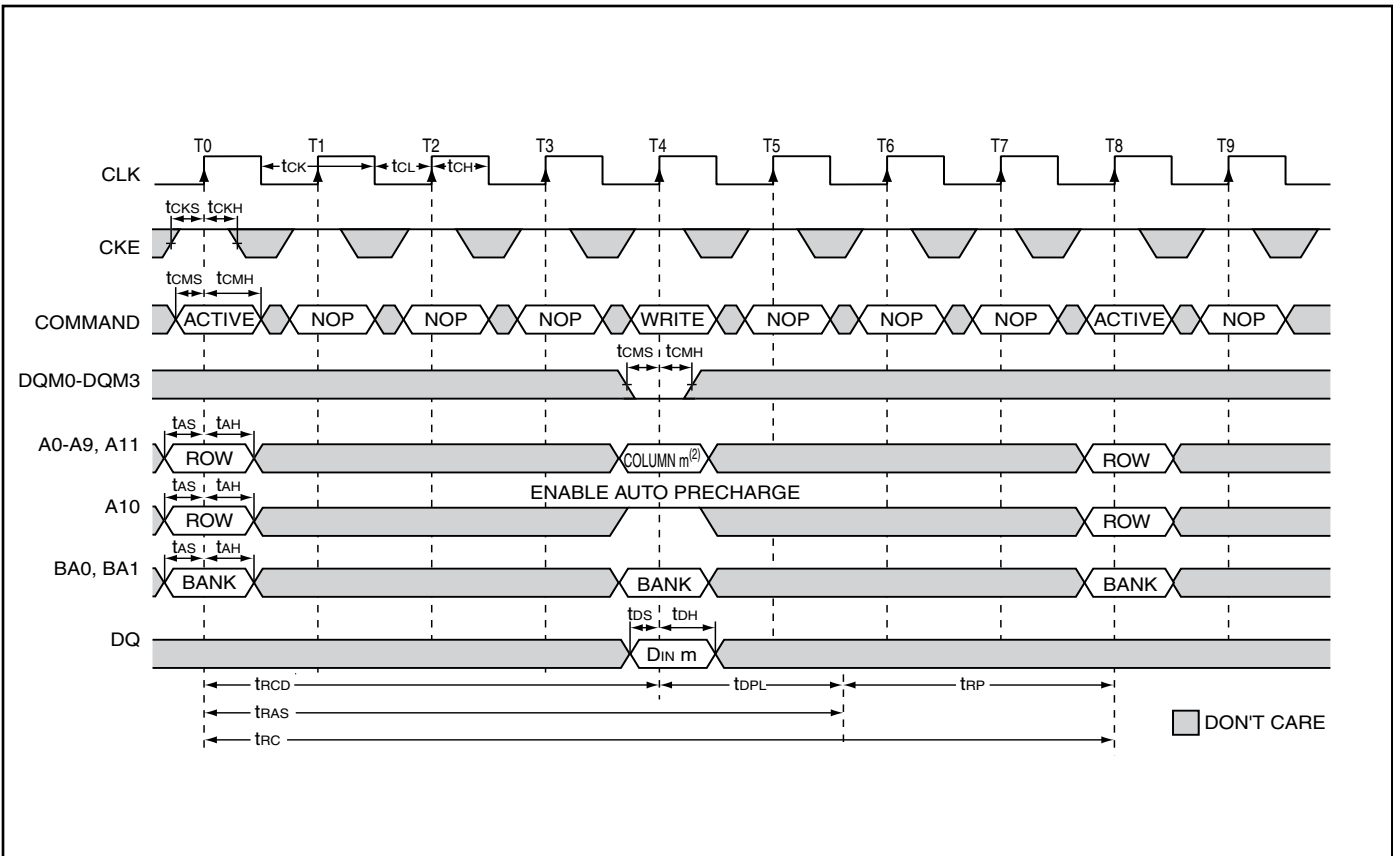 T0 T1 T2 T3 T4 T5 T6 T7 T8 T9
CLK tCK tCL tCH
tCKS tCKH
CKE
tCMS tCMH
COMMAND ACTIVE NOP NOP NOP WRITE NOP NOP NOP ACTIVE NOP
tCMS tCMH
DQM0-DQM3
tAS tAH
A0-A9, A11 ROW COLUMN m(2) ROW
tAS tAH ENABLE AUTO PRECHARGE
A10 ROW ROW
tAS tAH
BA0, BA1 BANK BANK BANK
tDS tDH
DQ DIN m
tRCD tDPL tRP
tRAS
DON'T CARE
tRC